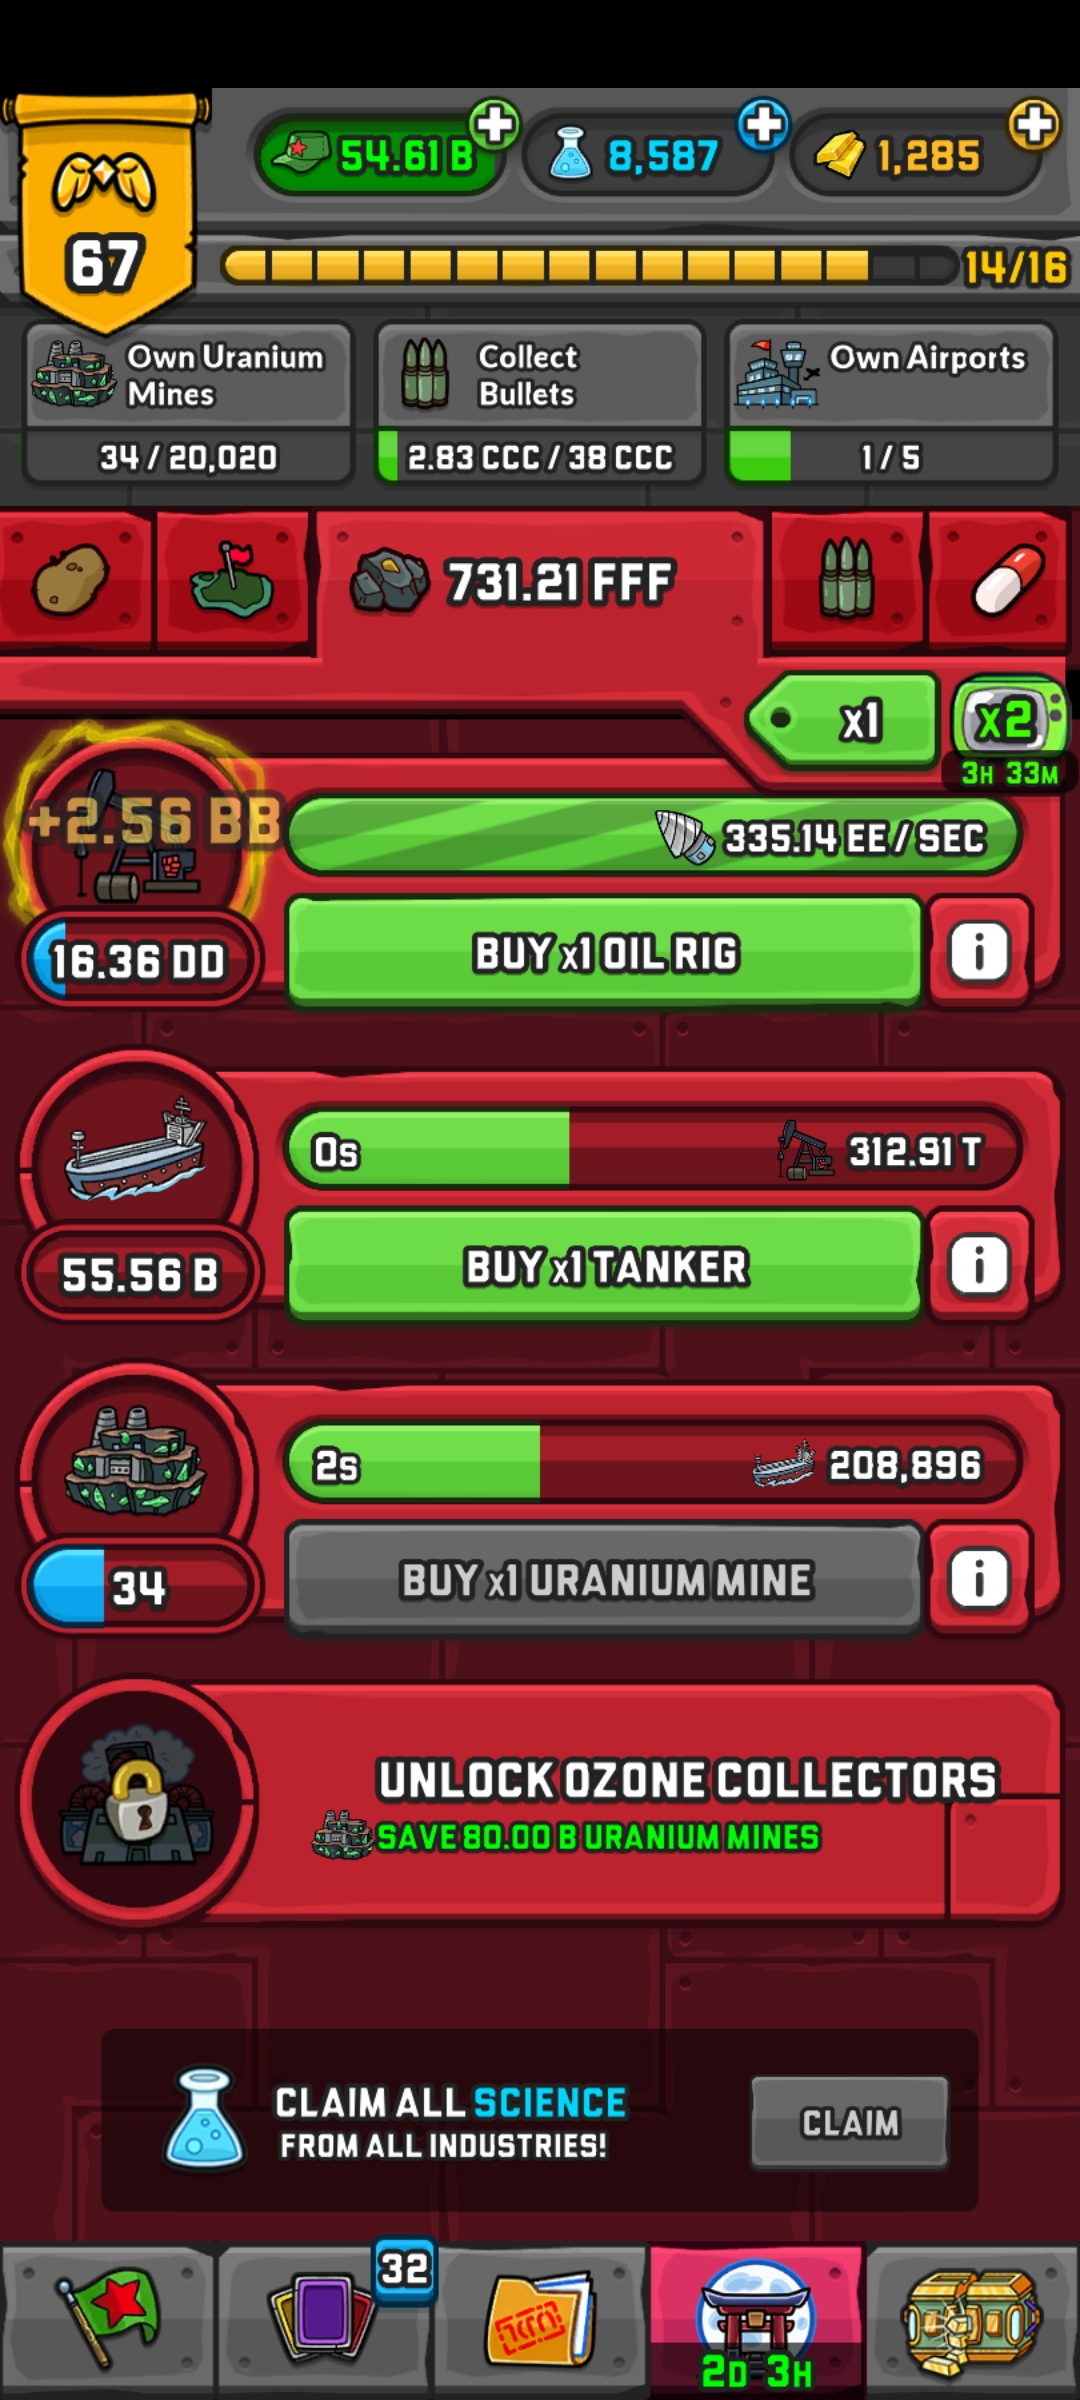 54.61 B
8,587
1,285
67
14/16
Own Uranium
Mines
34 / 20,020
Collect
Bullets
2.83 CCC / 38 CCC
Own Airports
1 / 5
731.21 FFF
x1
x2
3H 33M
+2.56 BB
335.14 EE / SEC
16.36 DD
BUY x1 OIL RIG
i
0s
312.91 T
55.56 B
BUY x1 TANKER
i
2s
208,896
34
BUY x1 URANIUM MINE
i
UNLOCK OZONE COLLECTORS
SAVE 80.00 B URANIUM MINES
CLAIM ALL SCIENCE
FROM ALL INDUSTRIES!
CLAIM
32
2D 3H